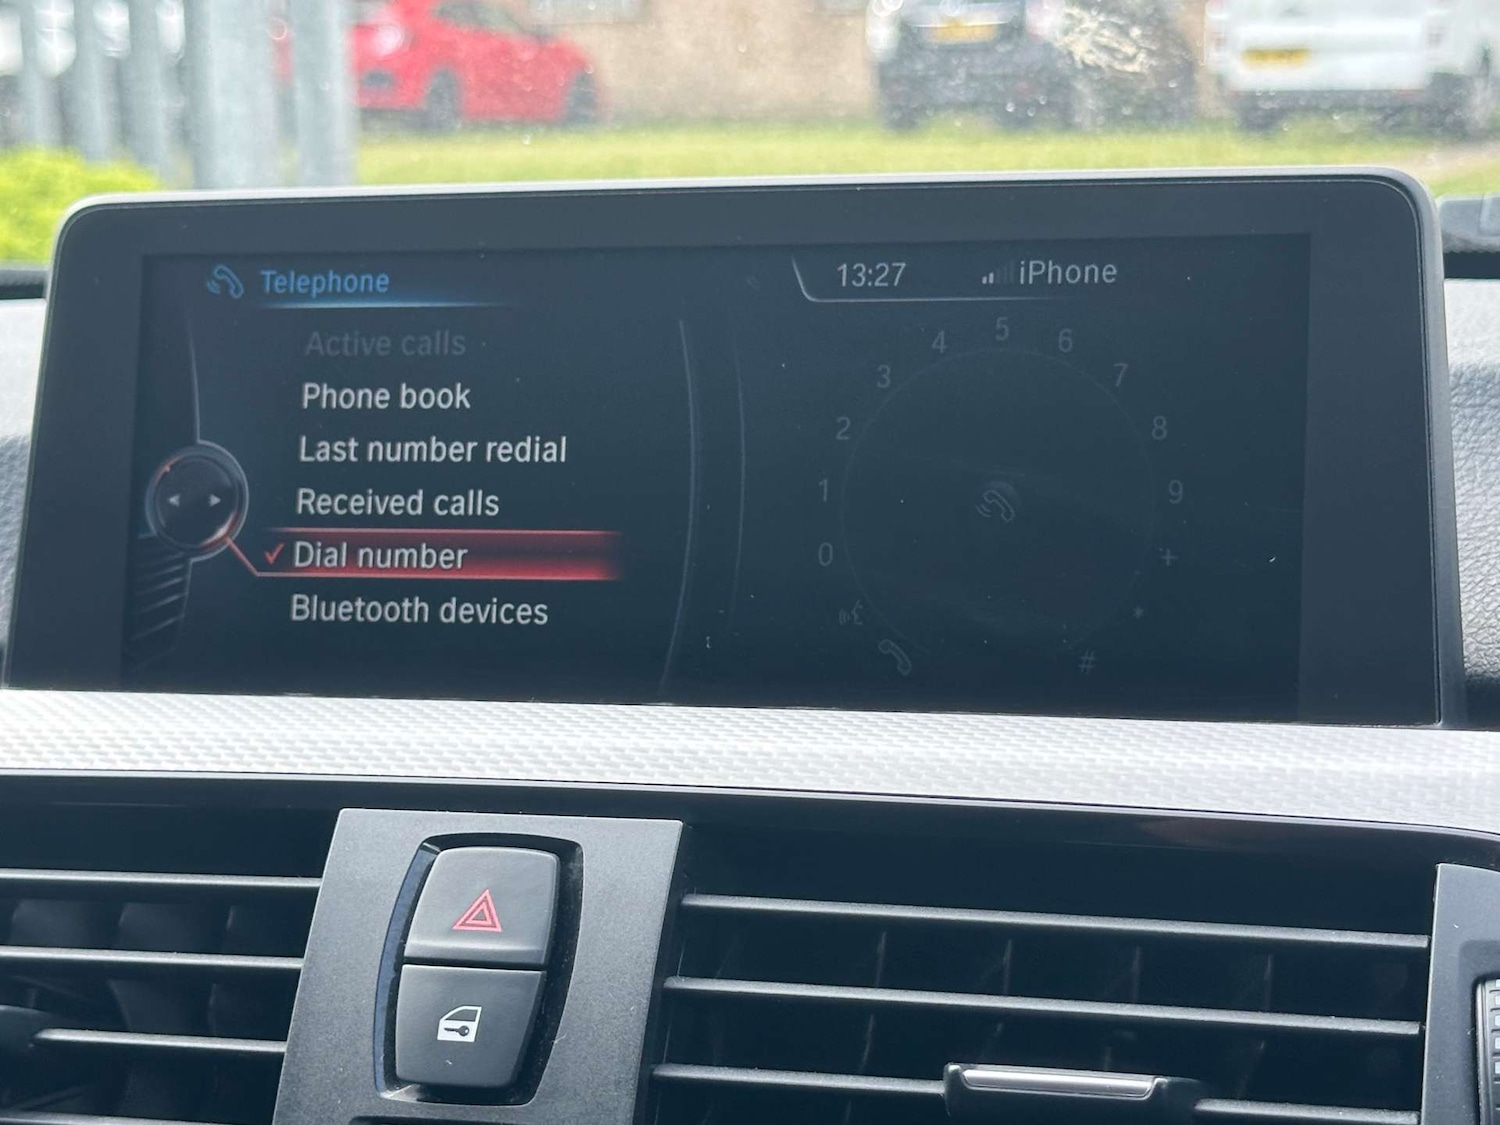 Telephone
13:27 iPhone
Active calls
Phone book
Last number redial
Received calls
Dial number
Bluetooth devices
0 1 2 3 4 5 6 7 8 9 + * #